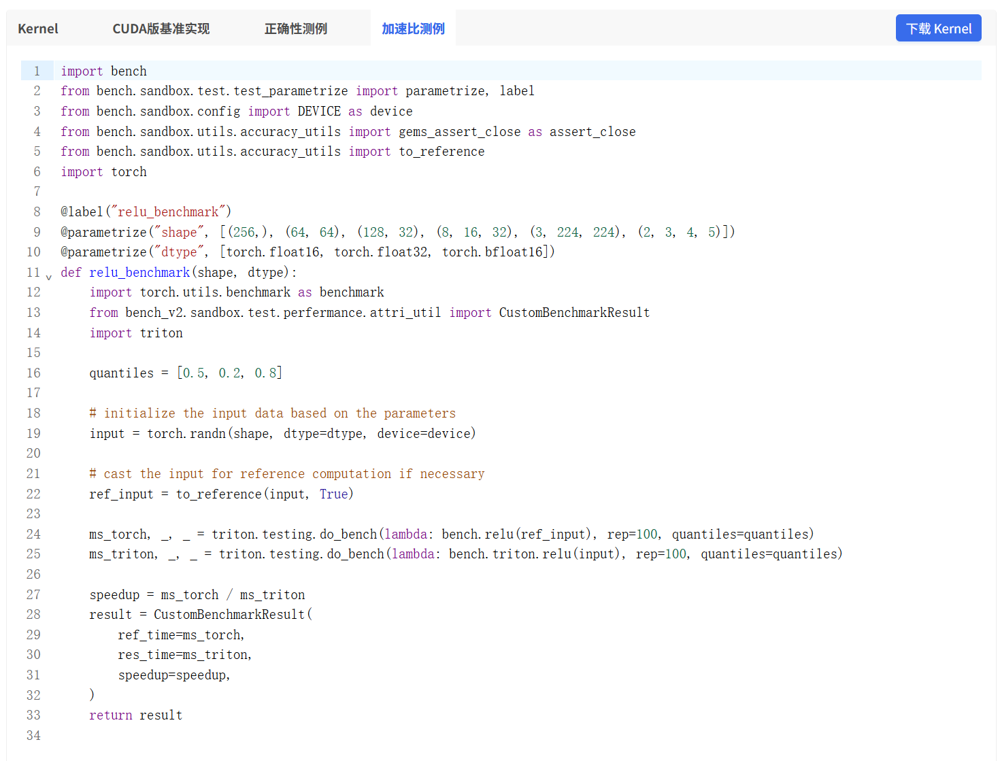 Kernel CUDA版基准实现 正确性测例 加速比测例 下载 Kernel
1 import bench
2 from bench.sandbox.test.test_parametrize import parametrize, label
3 from bench.sandbox.config import DEVICE as device
4 from bench.sandbox.utils.accuracy_utils import gems_assert_close as assert_close
5 from bench.sandbox.utils.accuracy_utils import to_reference
6 import torch
7
8 @label("relu_benchmark")
9 @parametrize("shape", [(256,), (64, 64), (128, 32), (8, 16, 32), (3, 224, 224), (2, 3, 4, 5)])
10 @parametrize("dtype", [torch.float16, torch.float32, torch.bfloat16])
11 def relu_benchmark(shape, dtype):
12     import torch.utils.benchmark as benchmark
13     from bench_v2.sandbox.test.perfermance.attri_util import CustomBenchmarkResult
14     import triton
15
16     quantiles = [0.5, 0.2, 0.8]
17
18     # initialize the input data based on the parameters
19     input = torch.randn(shape, dtype=dtype, device=device)
20
21     # cast the input for reference computation if necessary
22     ref_input = to_reference(input, True)
23
24     ms_torch, _, _ = triton.testing.do_bench(lambda: bench.relu(ref_input), rep=100, quantiles=quantiles)
25     ms_triton, _, _ = triton.testing.do_bench(lambda: bench.triton.relu(input), rep=100, quantiles=quantiles)
26
27     speedup = ms_torch / ms_triton
28     result = CustomBenchmarkResult(
29         ref_time=ms_torch,
30         res_time=ms_triton,
31         speedup=speedup,
32     )
33     return result
34